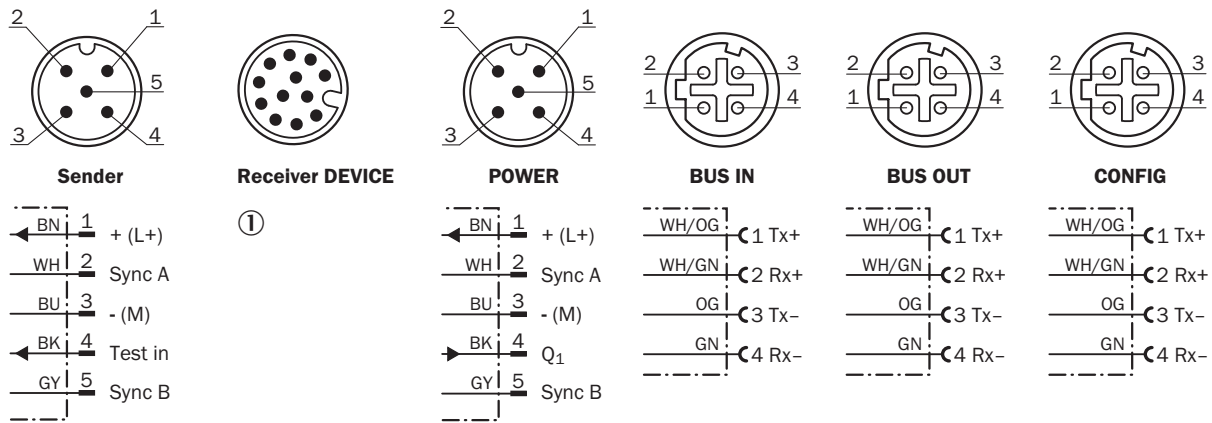 2 1
5
3 4
Sender
BN 1 + (L+)
WH 2 Sync A
BU 3 - (M)
BK 4 Test in
GY 5 Sync B
Receiver DEVICE
①
2 1
5
3 4
POWER
BN 1 + (L+)
WH 2 Sync A
BU 3 - (M)
BK 4 Q₁
GY 5 Sync B
2 3
1 4
BUS IN
WH/OG 1 Tx+
WH/GN 2 Rx+
OG 3 Tx–
GN 4 Rx–
2 3
1 4
BUS OUT
WH/OG 1 Tx+
WH/GN 2 Rx+
OG 3 Tx–
GN 4 Rx–
2 3
1 4
CONFIG
WH/OG 1 Tx+
WH/GN 2 Rx+
OG 3 Tx–
GN 4 Rx–